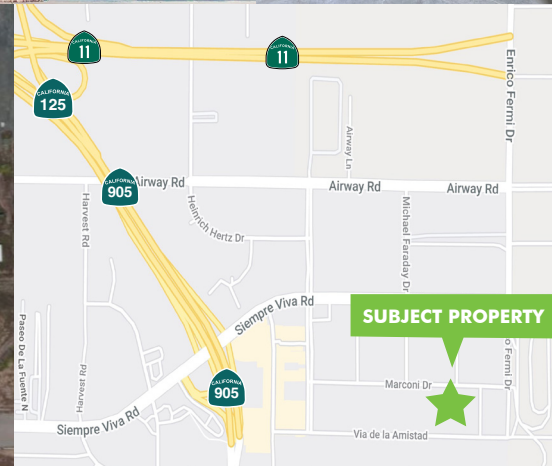 CALIFORNIA
11
CALIFORNIA
11
Enrico Fermi Dr
CALIFORNIA
125
Airway Ln
CALIFORNIA
905
Airway Rd
Airway Rd
Airway Rd
Harvest Rd
Heinrich Hertz Dr
Michael Faraday Dr
Siempre Viva Rd
SUBJECT PROPERTY
Paseo De La Fuente N
Harvest Rd
o Fermi Dr
CALIFORNIA
905
Marconi Dr
Siempre Viva Rd
Via de la Amistad